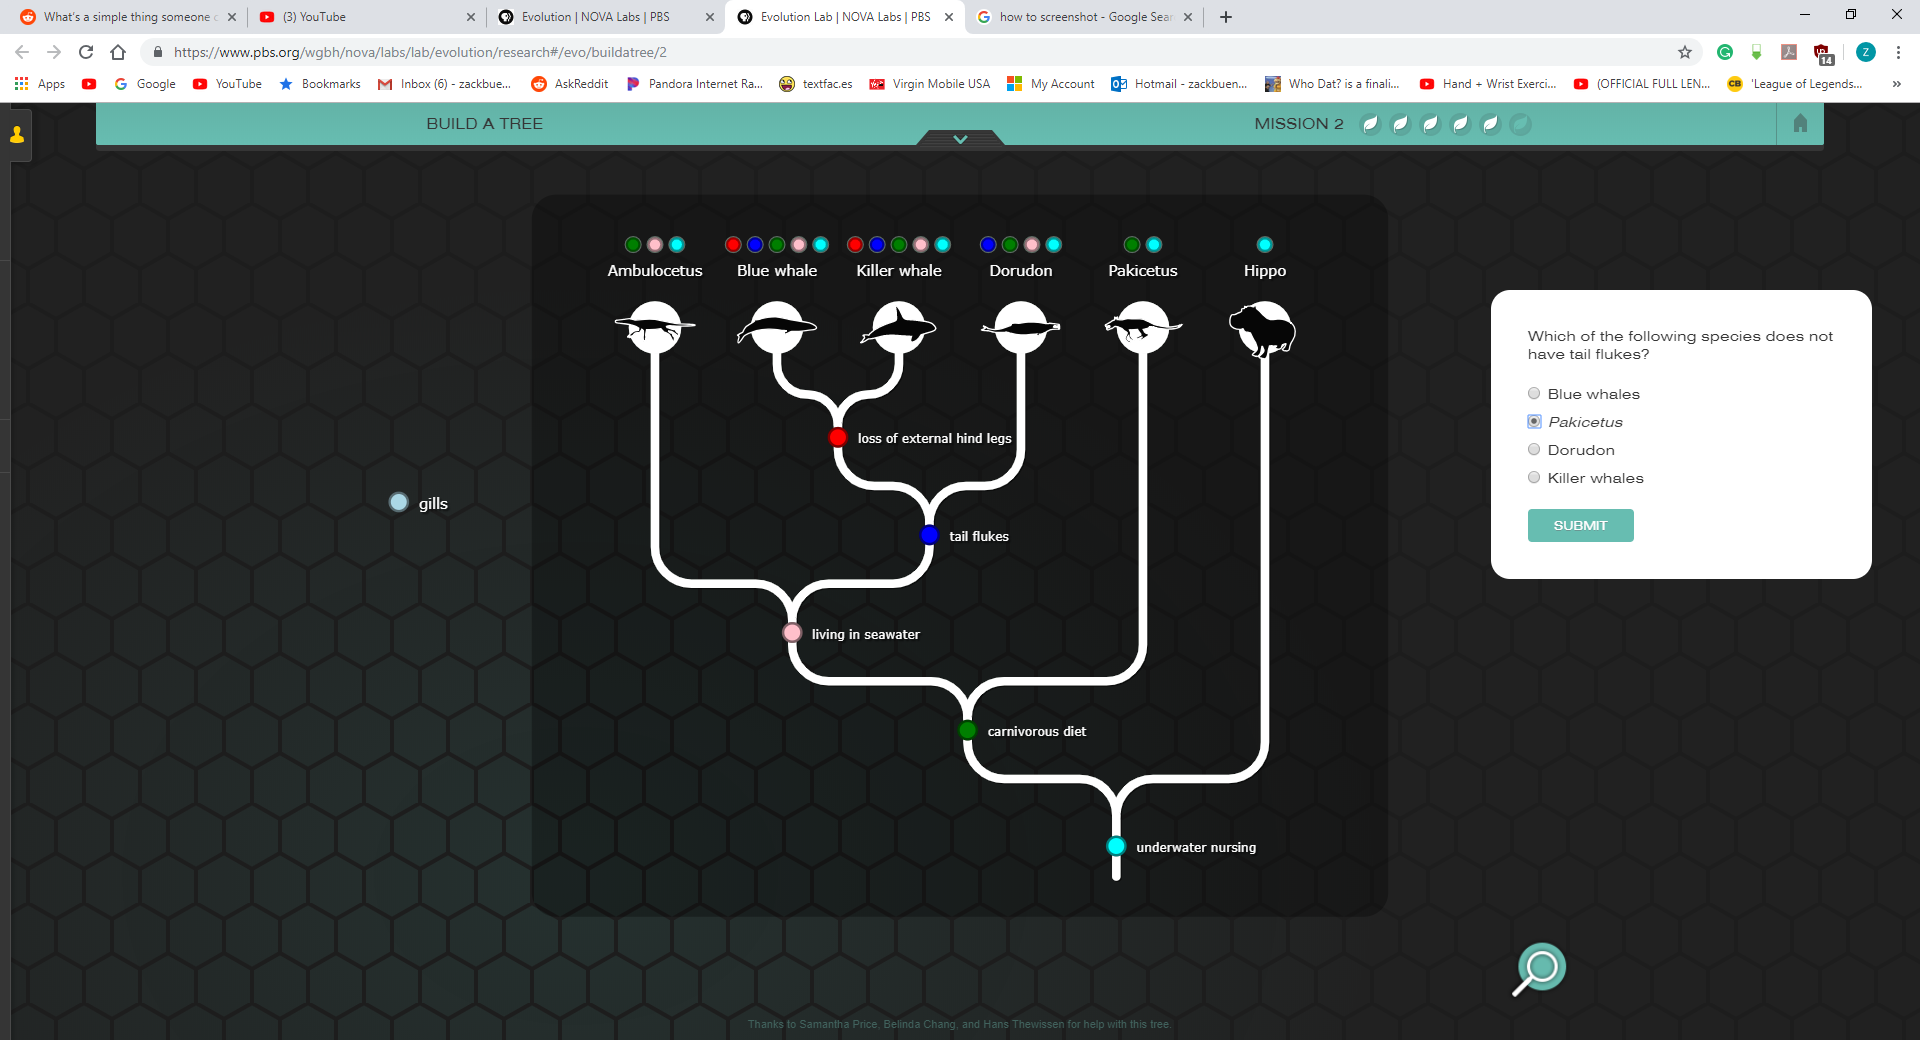 What's a simple thing someone c
(3) YouTube
Evolution | NOVA Labs | PBS
Evolution Lab | NOVA Labs | PBS
how to screenshot - Google Sear
https://www.pbs.org/wgbh/nova/labs/lab/evolution/research#/evo/buildatree/2
14
Z
Apps
Google
YouTube
Bookmarks
Inbox (6) - zackbue...
AskReddit
Pandora Internet Ra...
textfac.es
Virgin Mobile USA
My Account
Hotmail - zackbuen...
Who Dat? is a finali...
Hand + Wrist Exerci...
(OFFICIAL FULL LEN...
'League of Legends...
»
BUILD A TREE
MISSION 2
Ambulocetus
Blue whale
Killer whale
Dorudon
Pakicetus
Hippo
Which of the following species does not
have tail flukes?
Blue whales
Pakicetus
Dorudon
Killer whales
SUBMIT
loss of external hind legs
gills
tail flukes
living in seawater
carnivorous diet
underwater nursing
Thanks to Samantha Price, Belinda Chang, and Hans Thewissen for help with this tree.